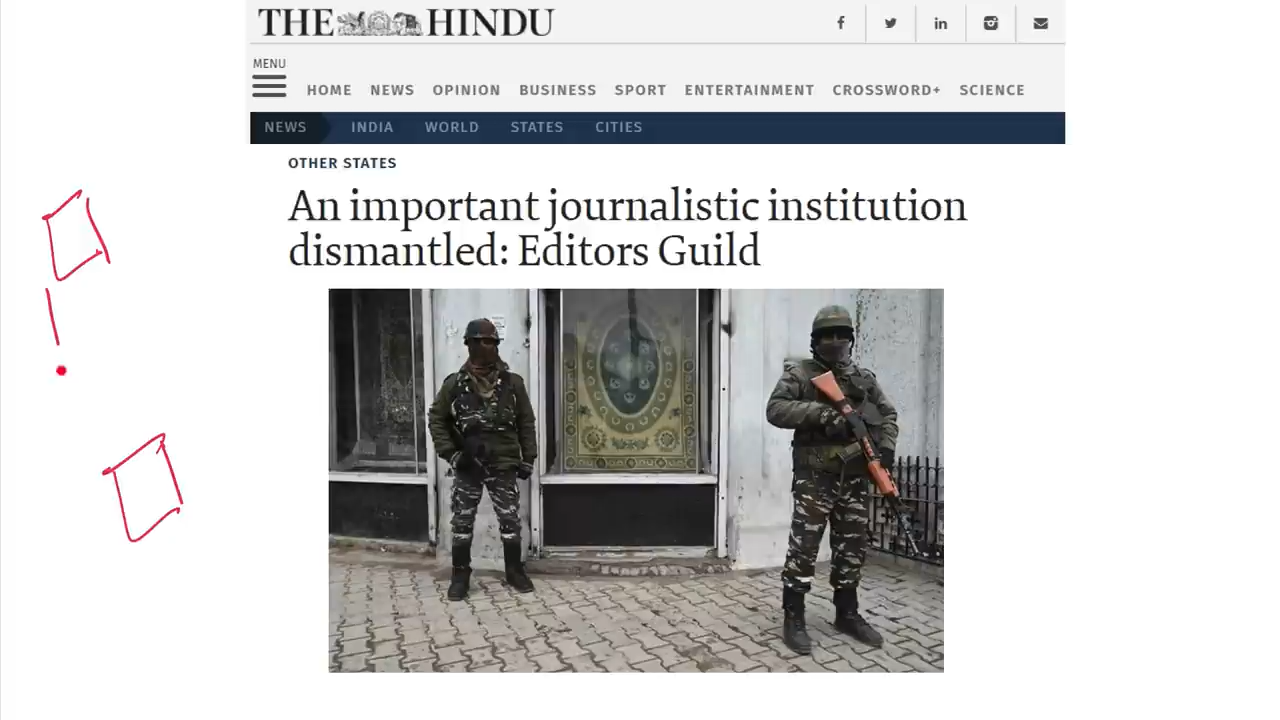 THE HINDU
MENU
HOME NEWS OPINION BUSINESS SPORT ENTERTAINMENT CROSSWORD+ SCIENCE
NEWS INDIA WORLD STATES CITIES
OTHER STATES
An important journalistic institution
dismantled: Editors Guild